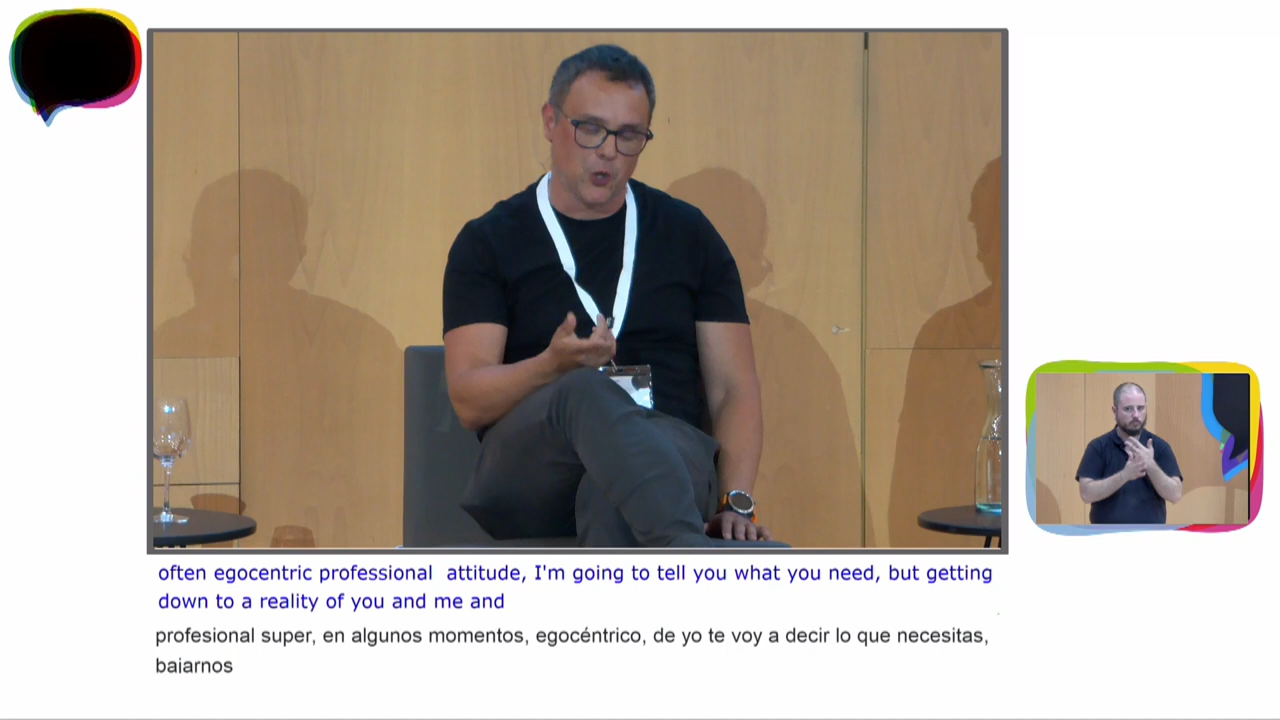 often egocentric professional  attitude, I'm going to tell you what you need, but getting
down to a reality of you and me and
profesional super, en algunos momentos, egocéntrico, de yo te voy a decir lo que necesitas,
bajarnos